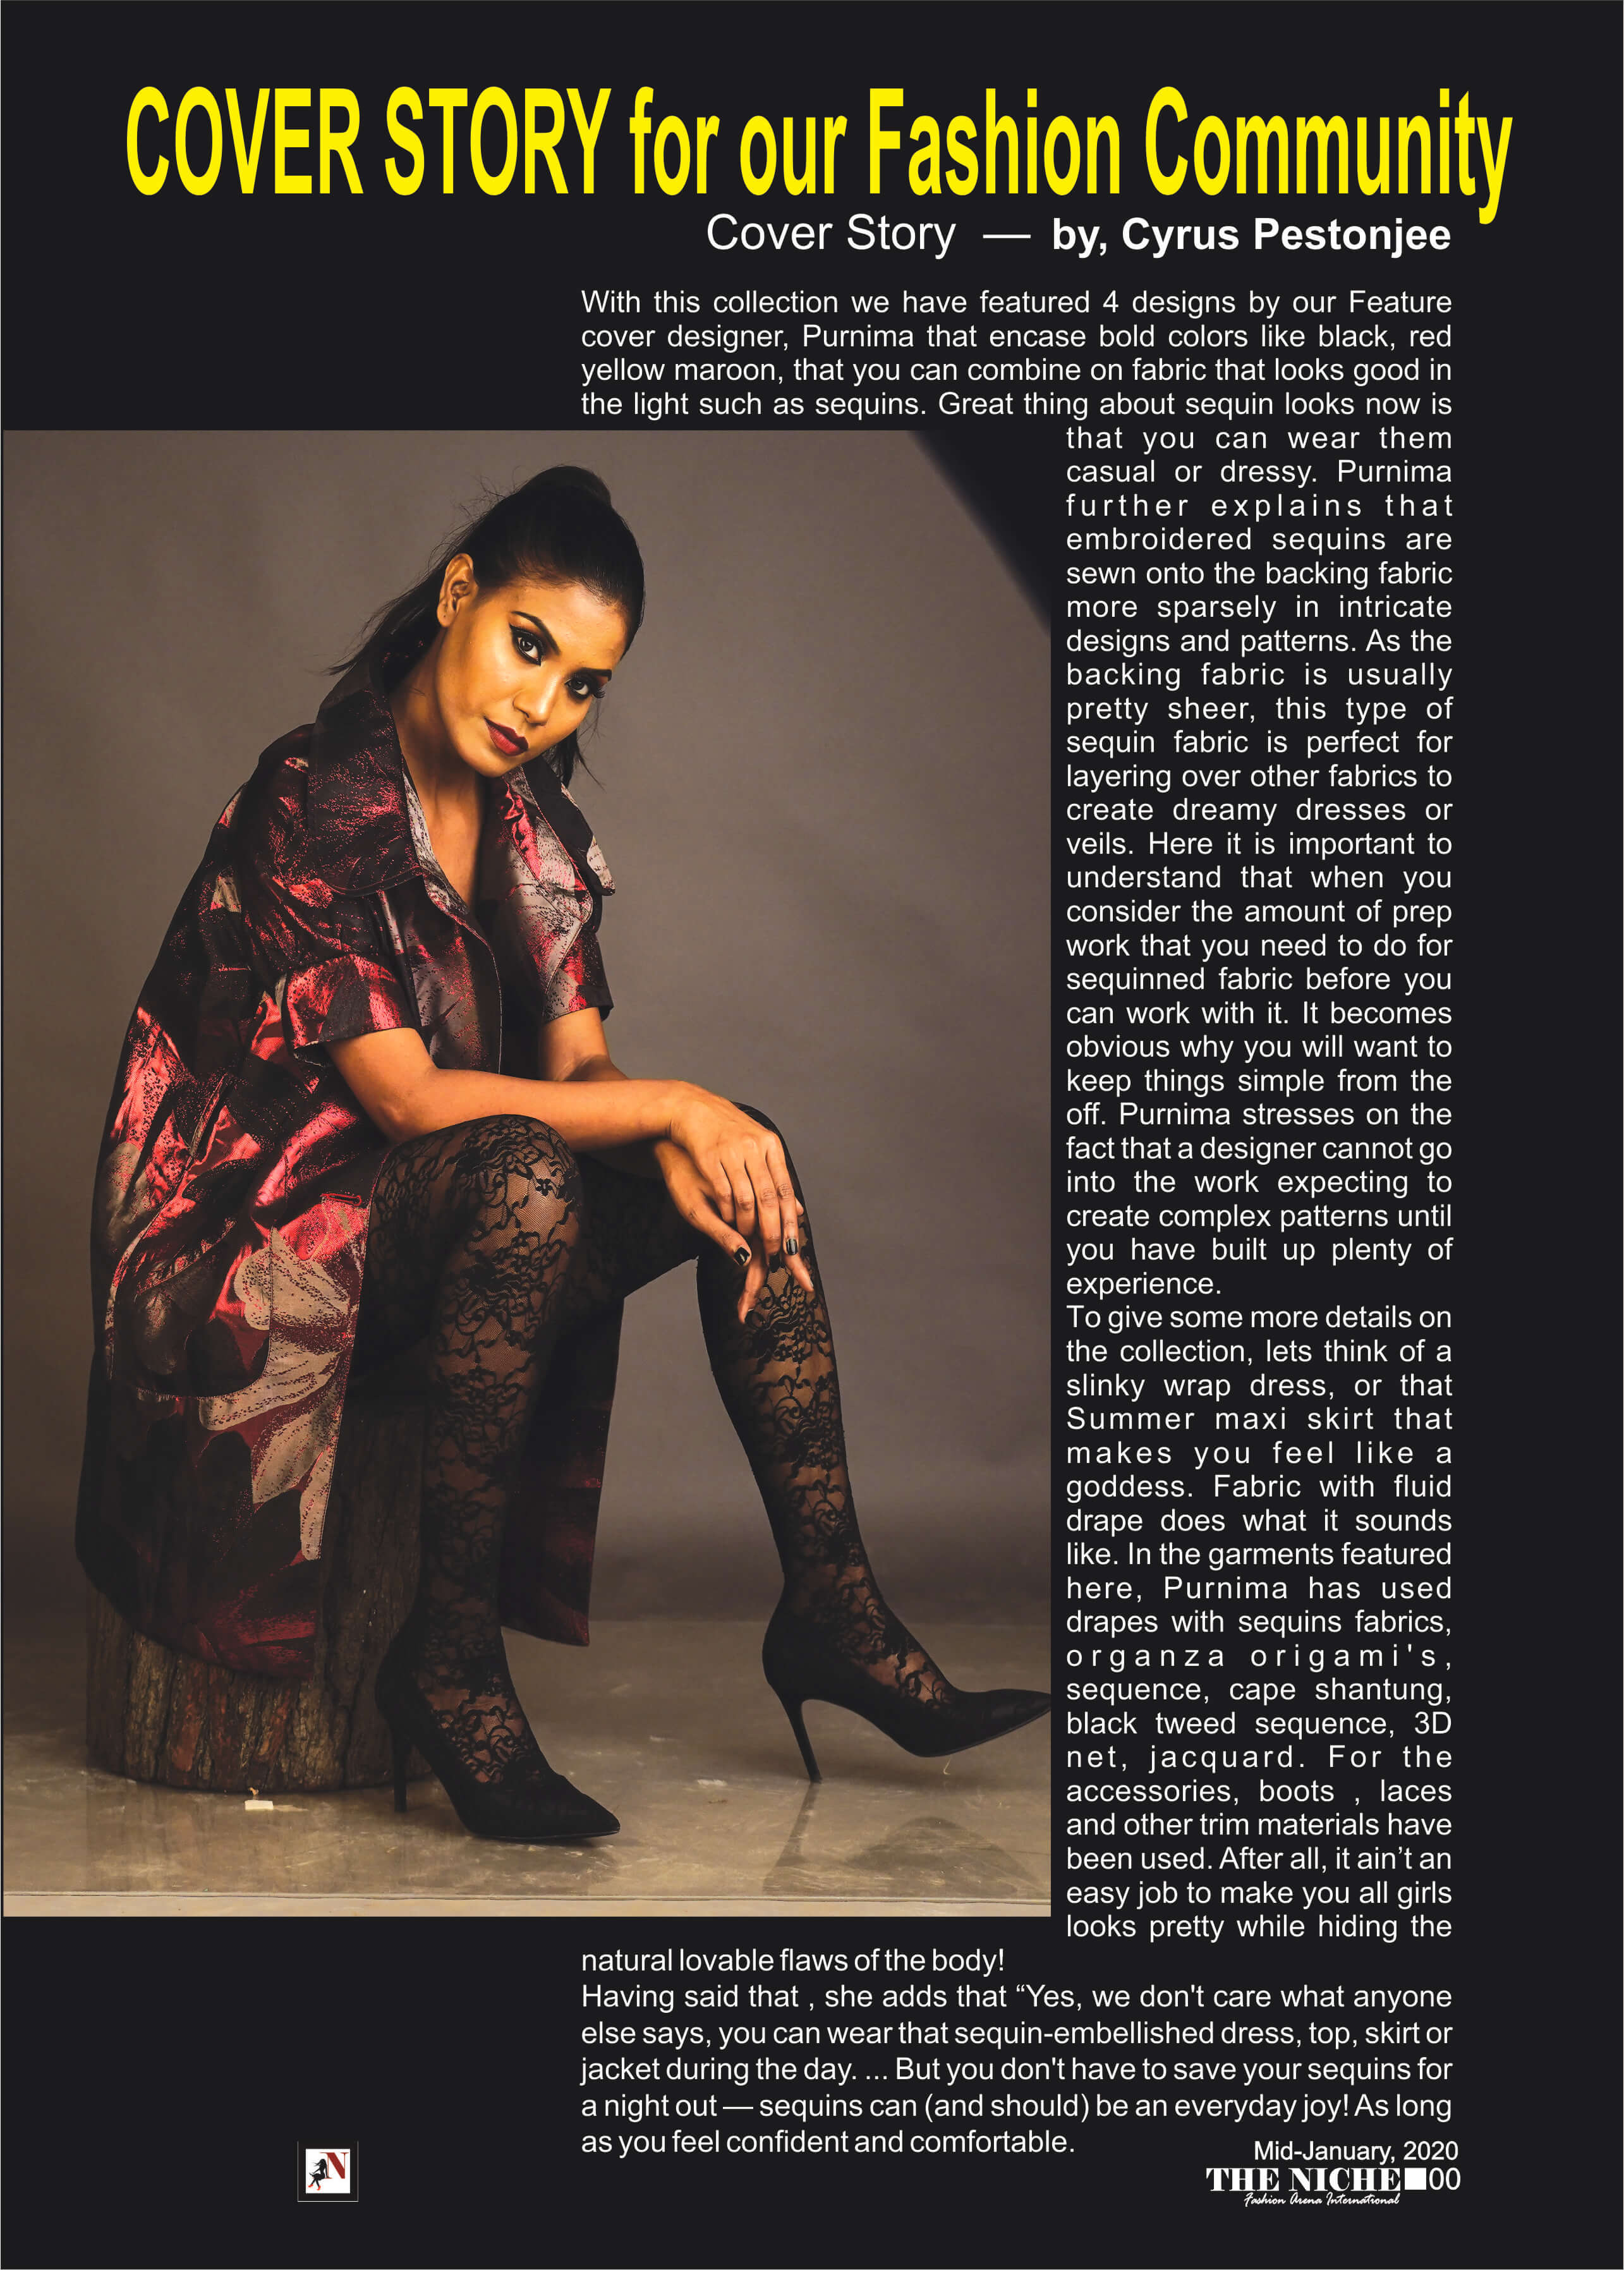 COVER STORY for our Fashion Community
Cover Story — by, Cyrus Pestonjee
With this collection we have featured 4 designs by our Feature
cover designer, Purnima that encase bold colors like black, red
yellow maroon, that you can combine on fabric that looks good in
the light such as sequins. Great thing about sequin looks now is
that you can wear them
casual or dressy. Purnima
further explains that
embroidered sequins are
sewn onto the backing fabric
more sparsely in intricate
designs and patterns. As the
backing fabric is usually
pretty sheer, this type of
sequin fabric is perfect for
layering over other fabrics to
create dreamy dresses or
veils. Here it is important to
understand that when you
consider the amount of prep
work that you need to do for
sequinned fabric before you
can work with it. It becomes
obvious why you will want to
keep things simple from the
off. Purnima stresses on the
fact that a designer cannot go
into the work expecting to
create complex patterns until
you have built up plenty of
experience.
To give some more details on
the collection, lets think of a
slinky wrap dress, or that
Summer maxi skirt that
makes you feel like a
goddess. Fabric with fluid
drape does what it sounds
like. In the garments featured
here, Purnima has used
drapes with sequins fabrics,
organza origami's,
sequence, cape shantung,
black tweed sequence, 3D
net, jacquard. For the
accessories, boots , laces
and other trim materials have
been used. After all, it ain’t an
easy job to make you all girls
looks pretty while hiding the
natural lovable flaws of the body!
Having said that , she adds that “Yes, we don't care what anyone
else says, you can wear that sequin-embellished dress, top, skirt or
jacket during the day. ... But you don't have to save your sequins for
a night out — sequins can (and should) be an everyday joy! As long
as you feel confident and comfortable.
Mid-January, 2020
THE NICHE■00
Fashion Arena International
N